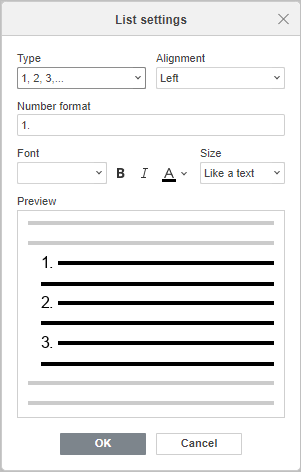 List settings
Type Alignment
1, 2, 3,... Left
Number format
1.
Font Size
B I A Like a text
Preview
1.
2.
3.
OK Cancel